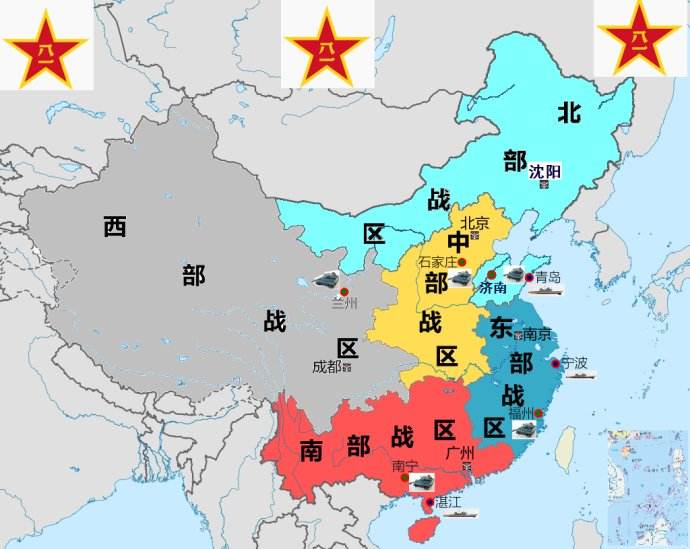 八一
八一
八一
北部战区
沈阳
西部战区
兰州
成都
中部战区
北京
石家庄
济南
青岛
东部战区
南京
宁波
福州
南部战区
广州
南宁
湛江